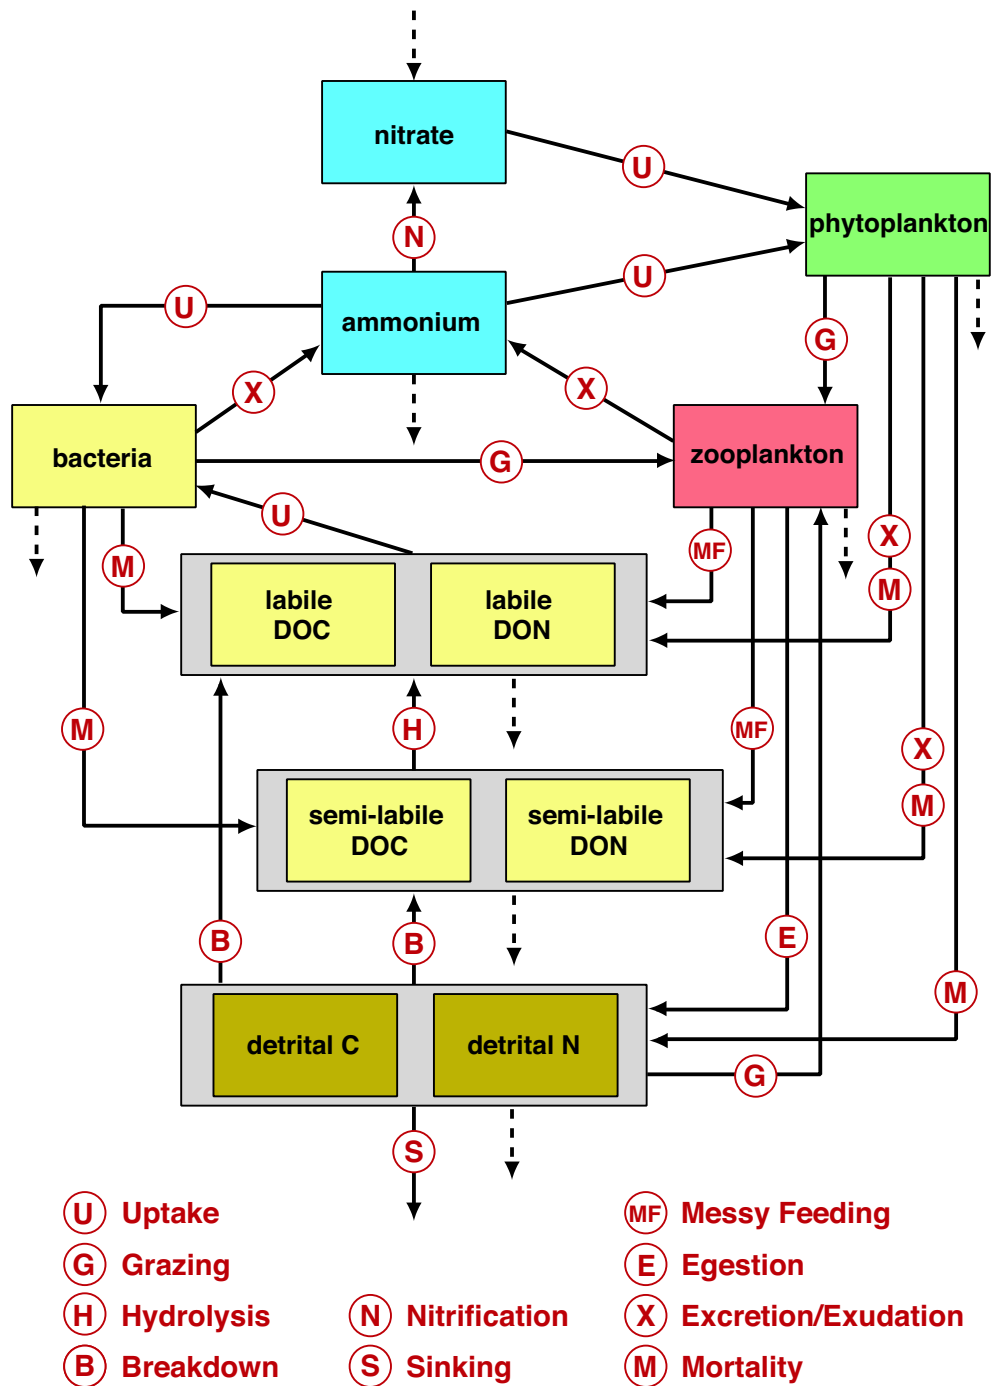 nitrate
U
phytoplankton
N
U
U
ammonium
G
X
X
bacteria
zooplankton
G
U
X
MF
M
M
labile
DOC
labile
DON
M
H
MF
X
M
semi-labile
DOC
semi-labile
DON
B
B
E
M
detrital C
detrital N
G
S
U Uptake
MF Messy Feeding
G Grazing
E Egestion
H Hydrolysis
N Nitrification
X Excretion/Exudation
B Breakdown
S Sinking
M Mortality